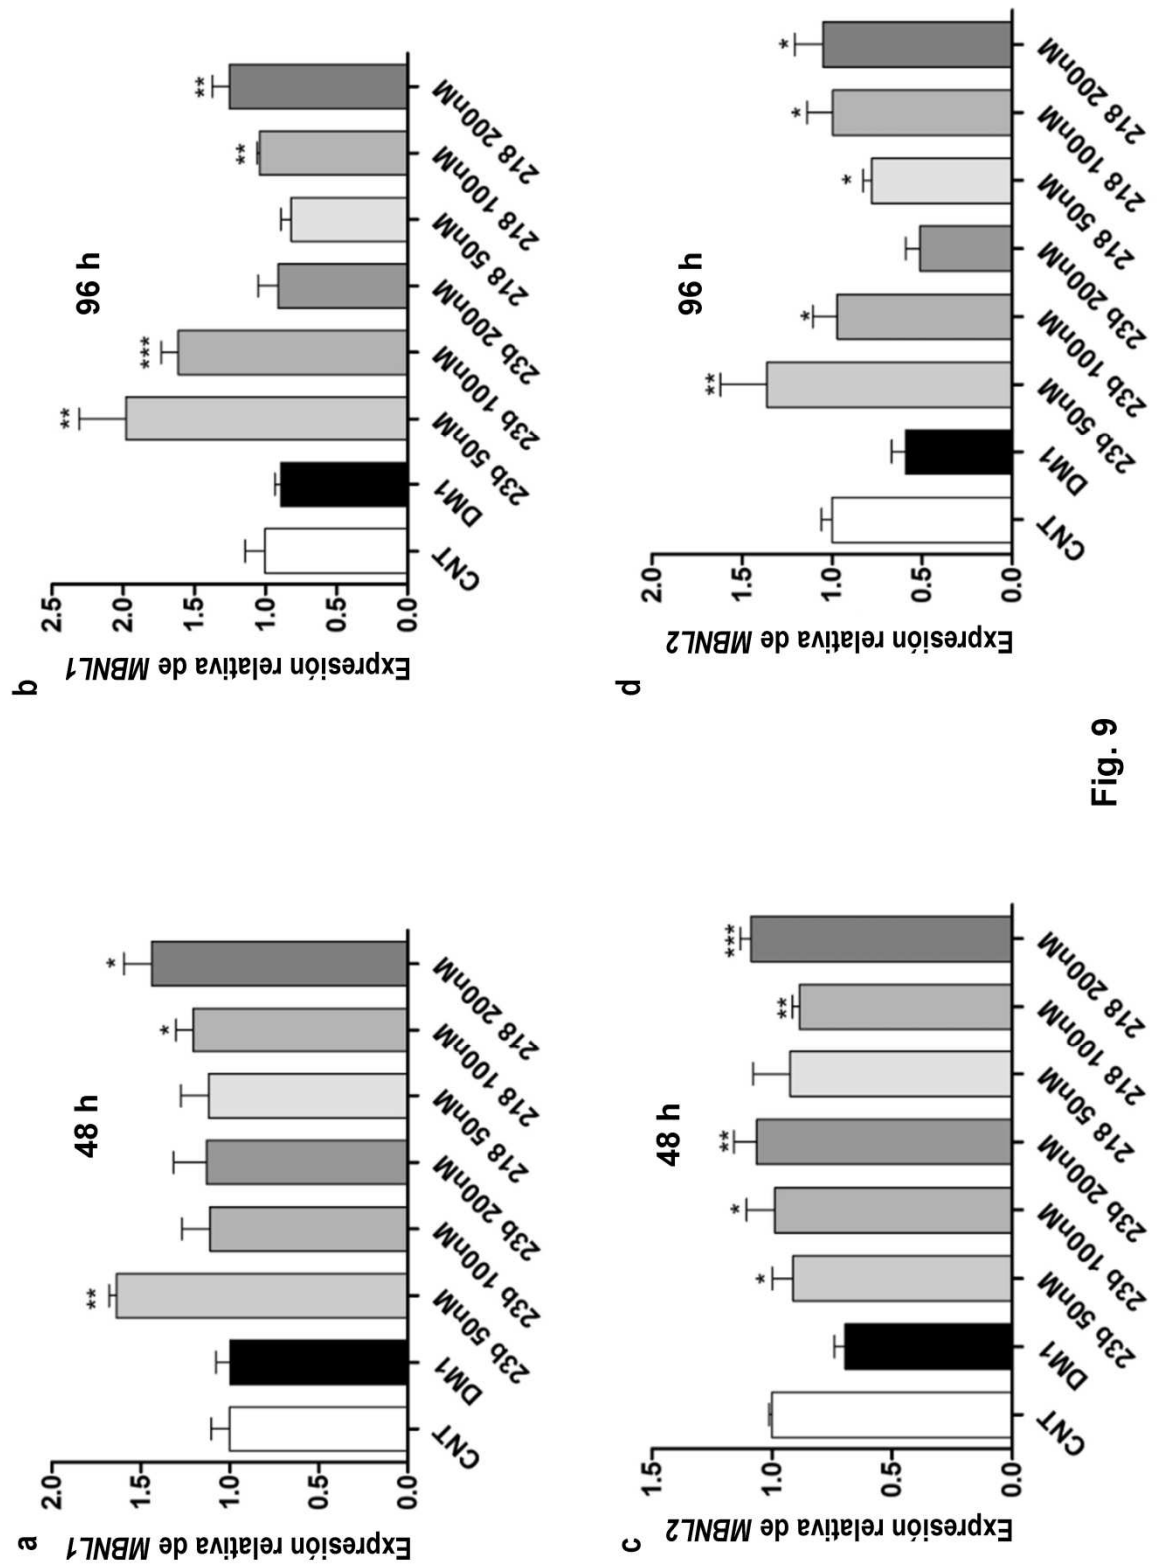 a
48 h
Expresión relativa de MBNL1
2.0
1.5
1.0
0.5
0.0
**
*
*
CNT
DM1
23b 50nM
23b 100nM
23b 200nM
218 50nM
218 100nM
218 200nM
b
96 h
Expresión relativa de MBNL1
2.5
2.0
1.5
1.0
0.5
0.0
**
***
**
**
CNT
DM1
23b 50nM
23b 100nM
23b 200nM
218 50nM
218 100nM
218 200nM
c
48 h
Expresión relativa de MBNL2
1.5
1.0
0.5
0.0
*
*
**
**
***
CNT
DM1
23b 50nM
23b 100nM
23b 200nM
218 50nM
218 100nM
218 200nM
d
96 h
Expresión relativa de MBNL2
2.0
1.5
1.0
0.5
0.0
**
*
*
*
*
CNT
DM1
23b 50nM
23b 100nM
23b 200nM
218 50nM
218 100nM
218 200nM
Fig. 9